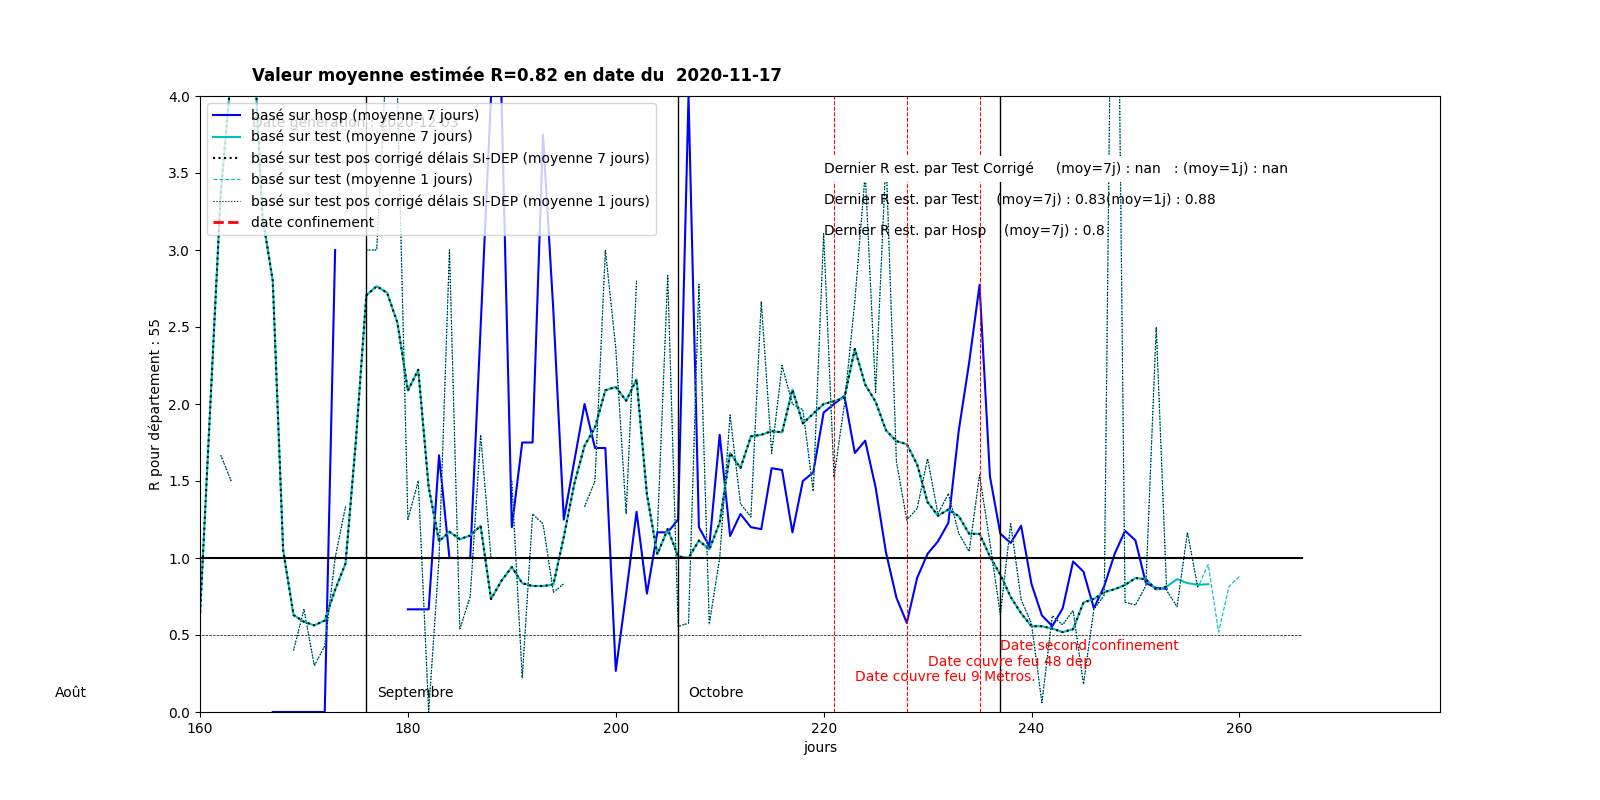 Valeur moyenne estimée R=0.82 en date du  2020-11-17
Date génération : 2020-12-03
basé sur hosp (moyenne 7 jours)
basé sur test (moyenne 7 jours)
basé sur test pos corrigé délais SI-DEP (moyenne 7 jours)
basé sur test (moyenne 1 jours)
basé sur test pos corrigé délais SI-DEP (moyenne 1 jours)
date confinement
Dernier R est. par Test Corrigé     (moy=7j) : nan   : (moy=1j) : nan
Dernier R est. par Test    (moy=7j) : 0.83(moy=1j) : 0.88
Dernier R est. par Hosp    (moy=7j) : 0.8
R pour département : 55
4.0
3.5
3.0
2.5
2.0
1.5
1.0
0.5
0.0
Date second confinement
Date couvre feu 48 dep
Date couvre feu 9 Métros.
Août
Septembre
Octobre
160 180 200 220 240 260
jours